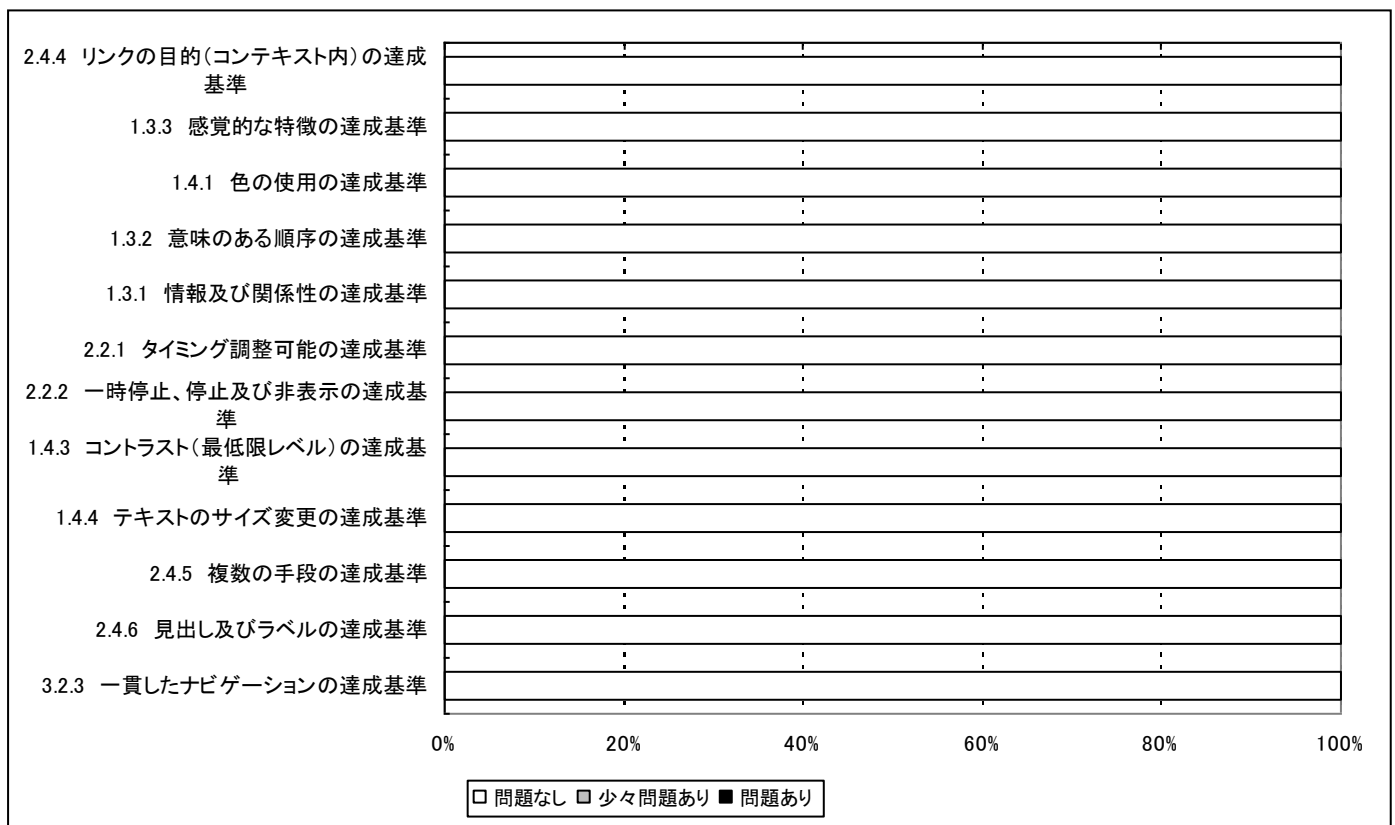 2.4.4 リンクの目的(コンテキスト内)の達成
基準
1.3.3 感覚的な特徴の達成基準
1.4.1 色の使用の達成基準
1.3.2 意味のある順序の達成基準
1.3.1 情報及び関係性の達成基準
2.2.1 タイミング調整可能の達成基準
2.2.2 一時停止、停止及び非表示の達成基
準
1.4.3 コントラスト(最低限レベル)の達成基
準
1.4.4 テキストのサイズ変更の達成基準
2.4.5 複数の手段の達成基準
2.4.6 見出し及びラベルの達成基準
3.2.3 一貫したナビゲーションの達成基準
0% 20% 40% 60% 80% 100%
問題なし 少々問題あり 問題あり